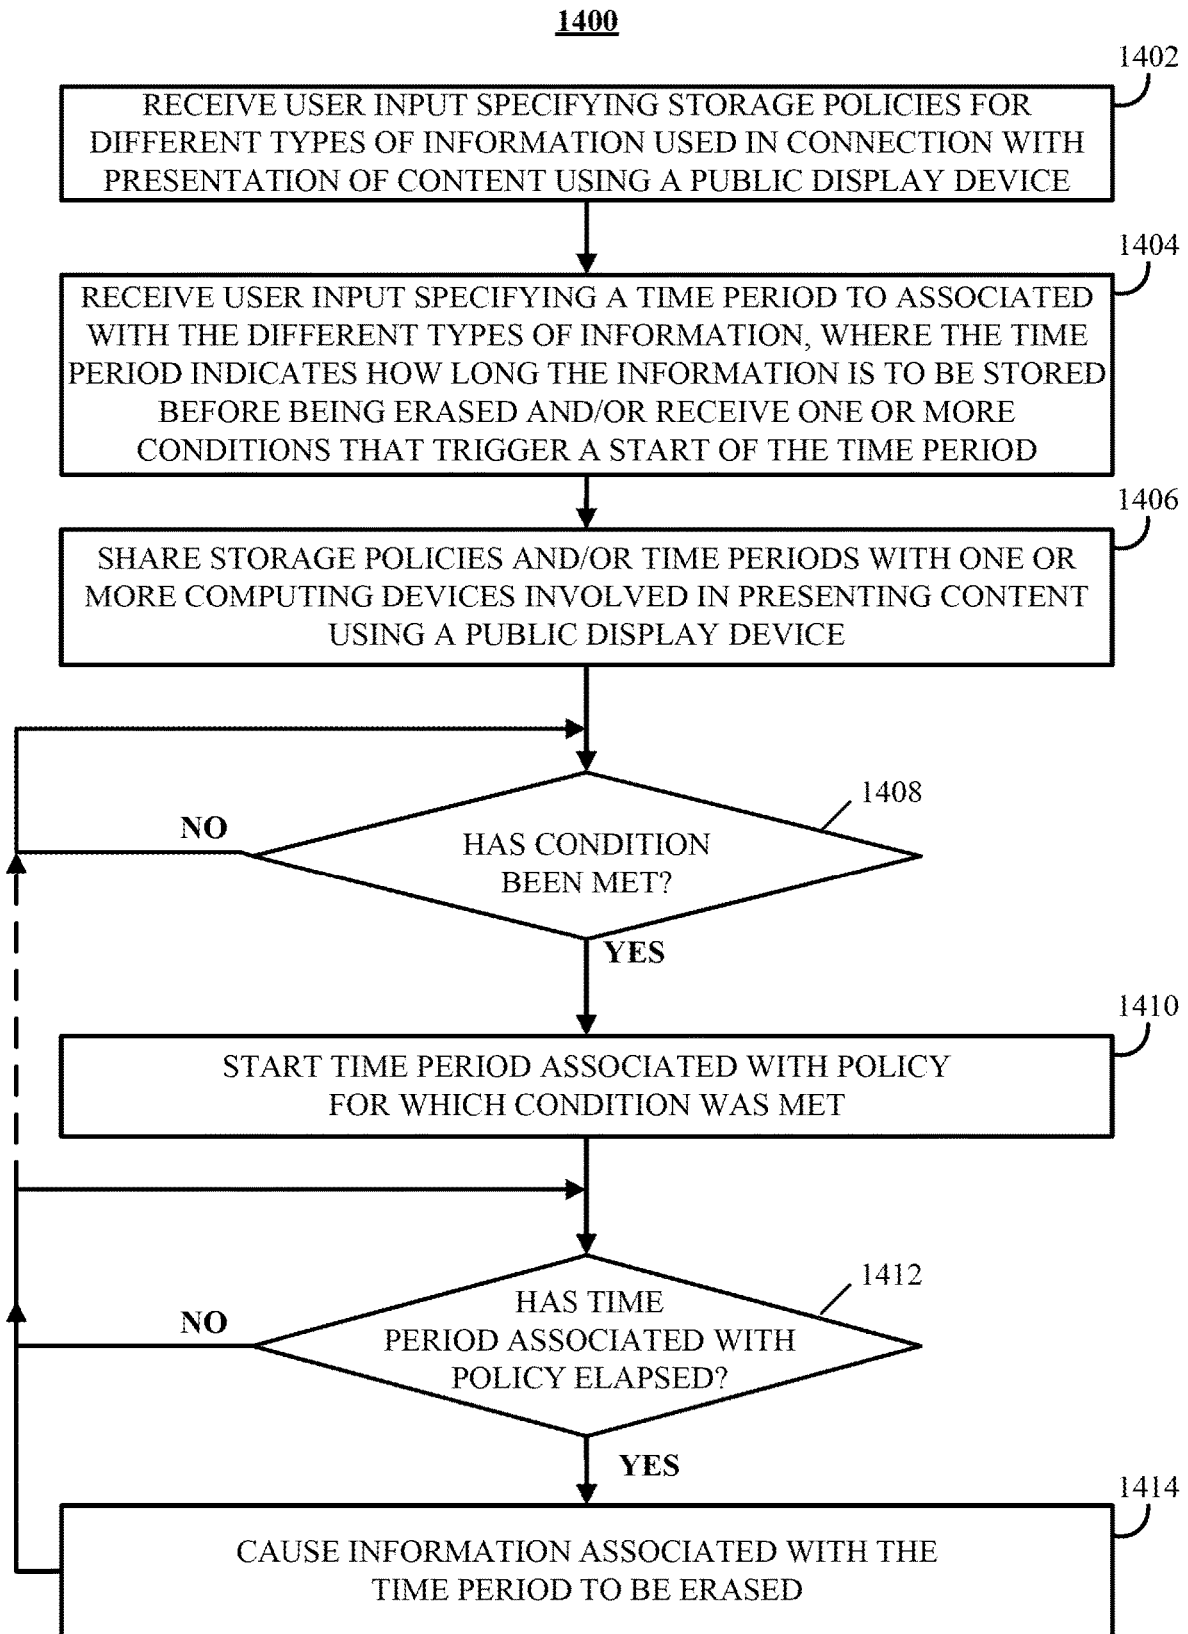 1400
1402
RECEIVE USER INPUT SPECIFYING STORAGE POLICIES FOR
DIFFERENT TYPES OF INFORMATION USED IN CONNECTION WITH
PRESENTATION OF CONTENT USING A PUBLIC DISPLAY DEVICE
1404
RECEIVE USER INPUT SPECIFYING A TIME PERIOD TO ASSOCIATED
WITH THE DIFFERENT TYPES OF INFORMATION, WHERE THE TIME
PERIOD INDICATES HOW LONG THE INFORMATION IS TO BE STORED
BEFORE BEING ERASED AND/OR RECEIVE ONE OR MORE
CONDITIONS THAT TRIGGER A START OF THE TIME PERIOD
1406
SHARE STORAGE POLICIES AND/OR TIME PERIODS WITH ONE OR
MORE COMPUTING DEVICES INVOLVED IN PRESENTING CONTENT
USING A PUBLIC DISPLAY DEVICE
1408
NO
HAS CONDITION
BEEN MET?
YES
1410
START TIME PERIOD ASSOCIATED WITH POLICY
FOR WHICH CONDITION WAS MET
1412
NO
HAS TIME
PERIOD ASSOCIATED WITH
POLICY ELAPSED?
YES
1414
CAUSE INFORMATION ASSOCIATED WITH THE
TIME PERIOD TO BE ERASED